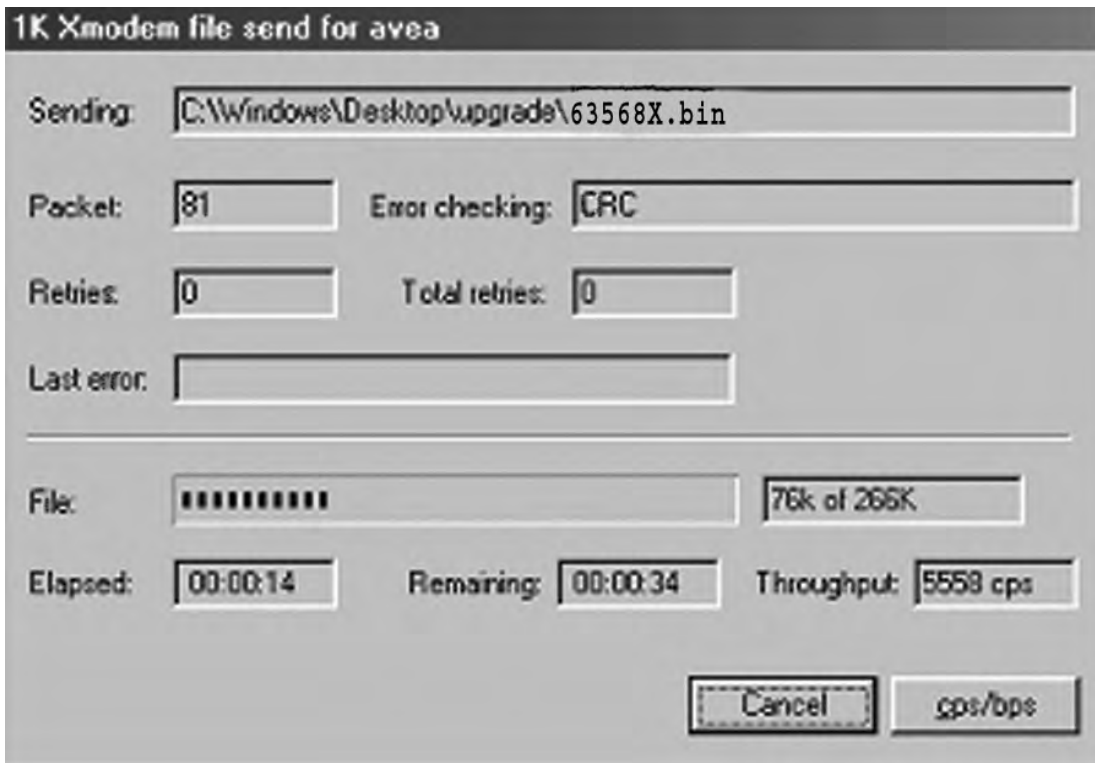 1K Xmodem file send for avea
Sending: C:\Windows\Desktop\upgrade\63568X.bin
Packet: 81 Error checking: CRC
Retries: 0 Total retries: 0
Last error:
File: 76k of 266K
Elapsed: 00:00:14 Remaining: 00:00:34 Throughput: 5558 cps
Cancel cps/bps